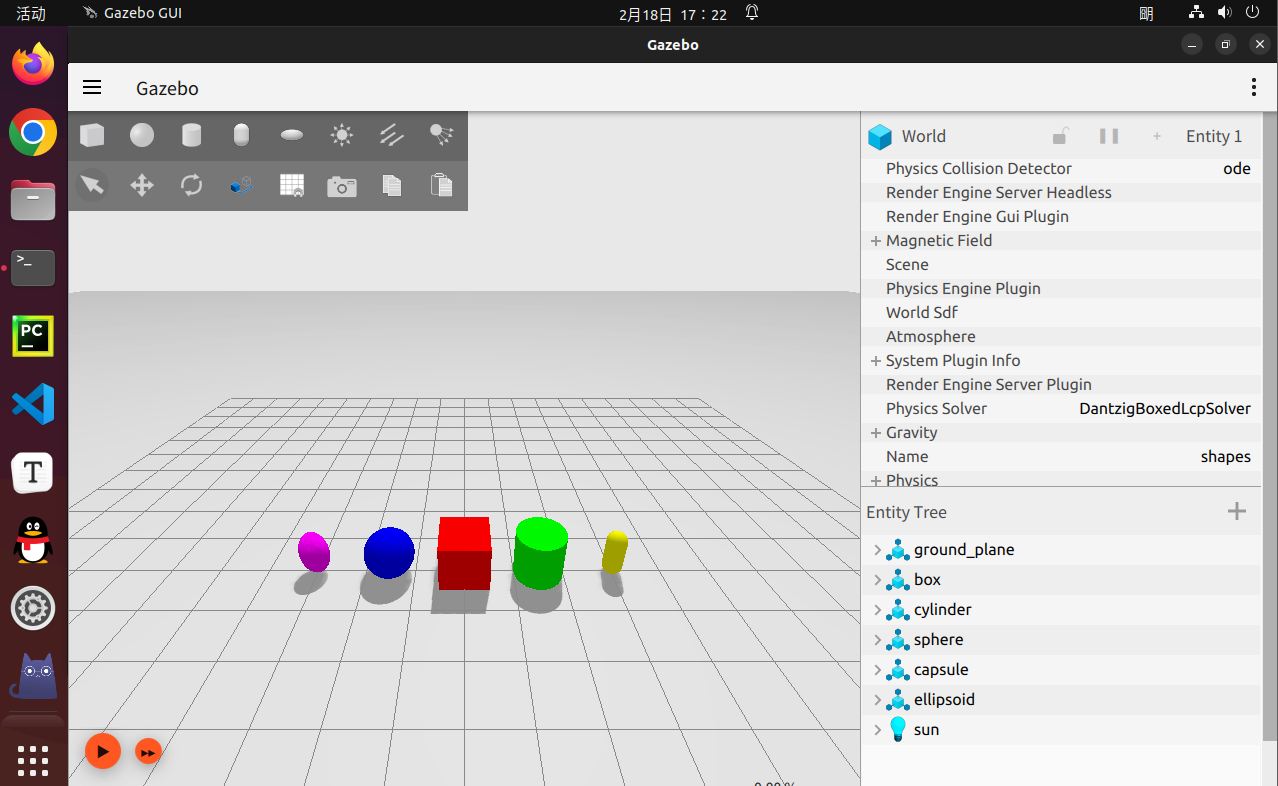 活动 Gazebo GUI 2月18日 17：22
Gazebo
Gazebo
World Entity 1
Physics Collision Detector ode
Render Engine Server Headless
Render Engine Gui Plugin
Magnetic Field
Scene
Physics Engine Plugin
World Sdf
Atmosphere
System Plugin Info
Render Engine Server Plugin
Physics Solver DantzigBoxedLcpSolver
Gravity
Name shapes
Physics
Entity Tree
ground_plane
box
cylinder
sphere
capsule
ellipsoid
sun
PC
T